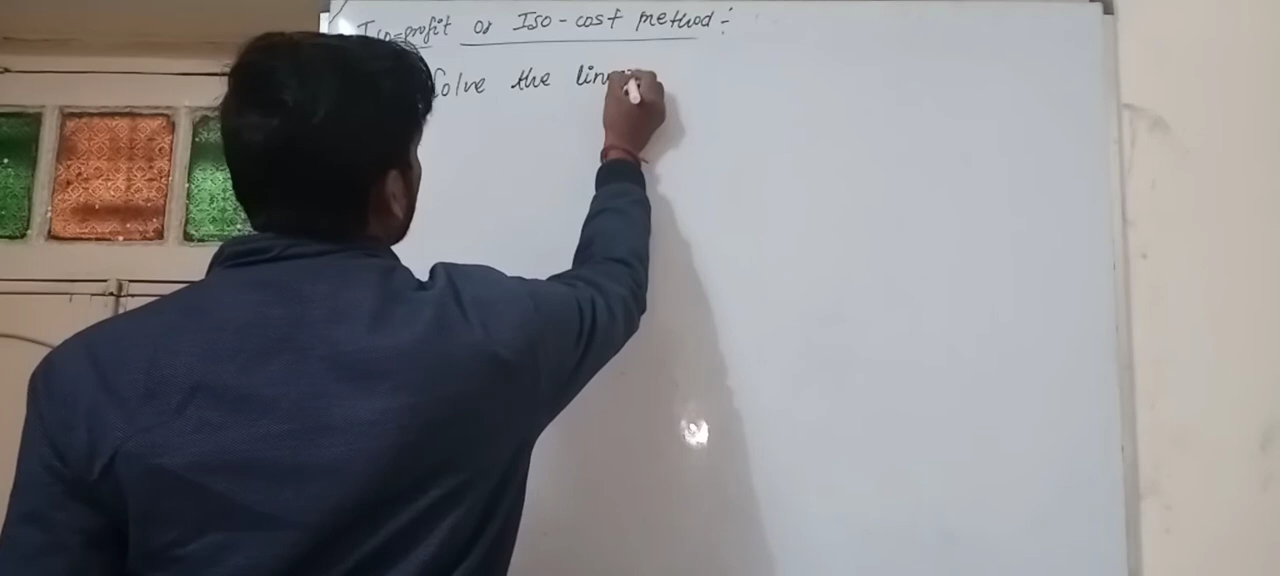 Iso-profit or Iso-cost method:-
Solve the lin